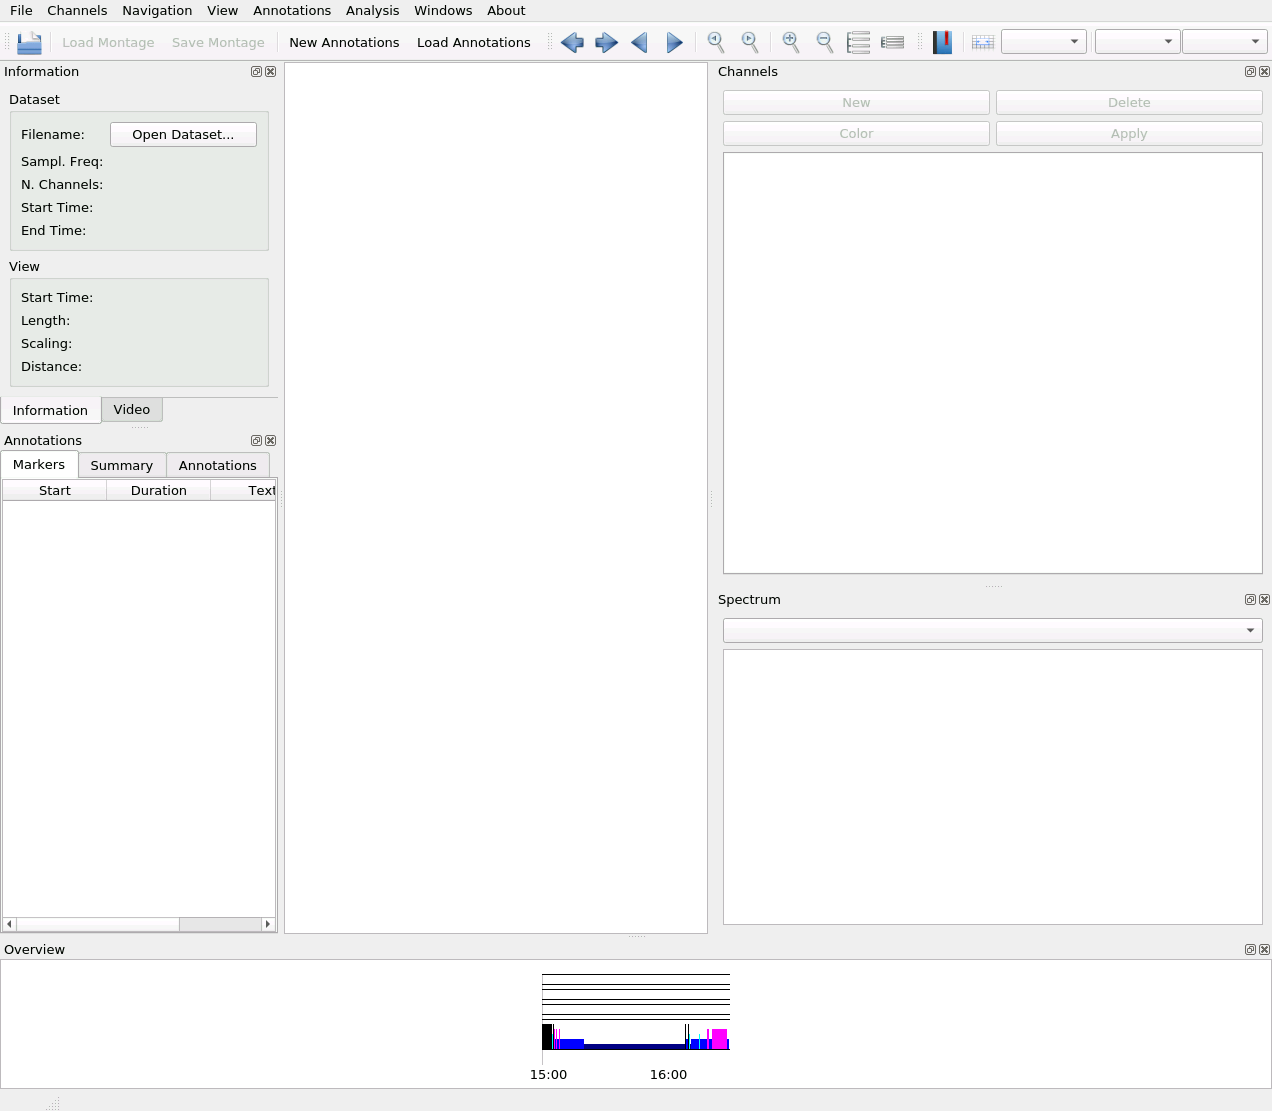 File Channels Navigation View Annotations Analysis Windows About
Load Montage Save Montage New Annotations Load Annotations
Information
Dataset
Filename: Open Dataset...
Sampl. Freq:
N. Channels:
Start Time:
End Time:
View
Start Time:
Length:
Scaling:
Distance:
Information Video
Annotations
Markers Summary Annotations
Start Duration Text
Channels
New Delete
Color Apply
Spectrum
Overview
15:00 16:00